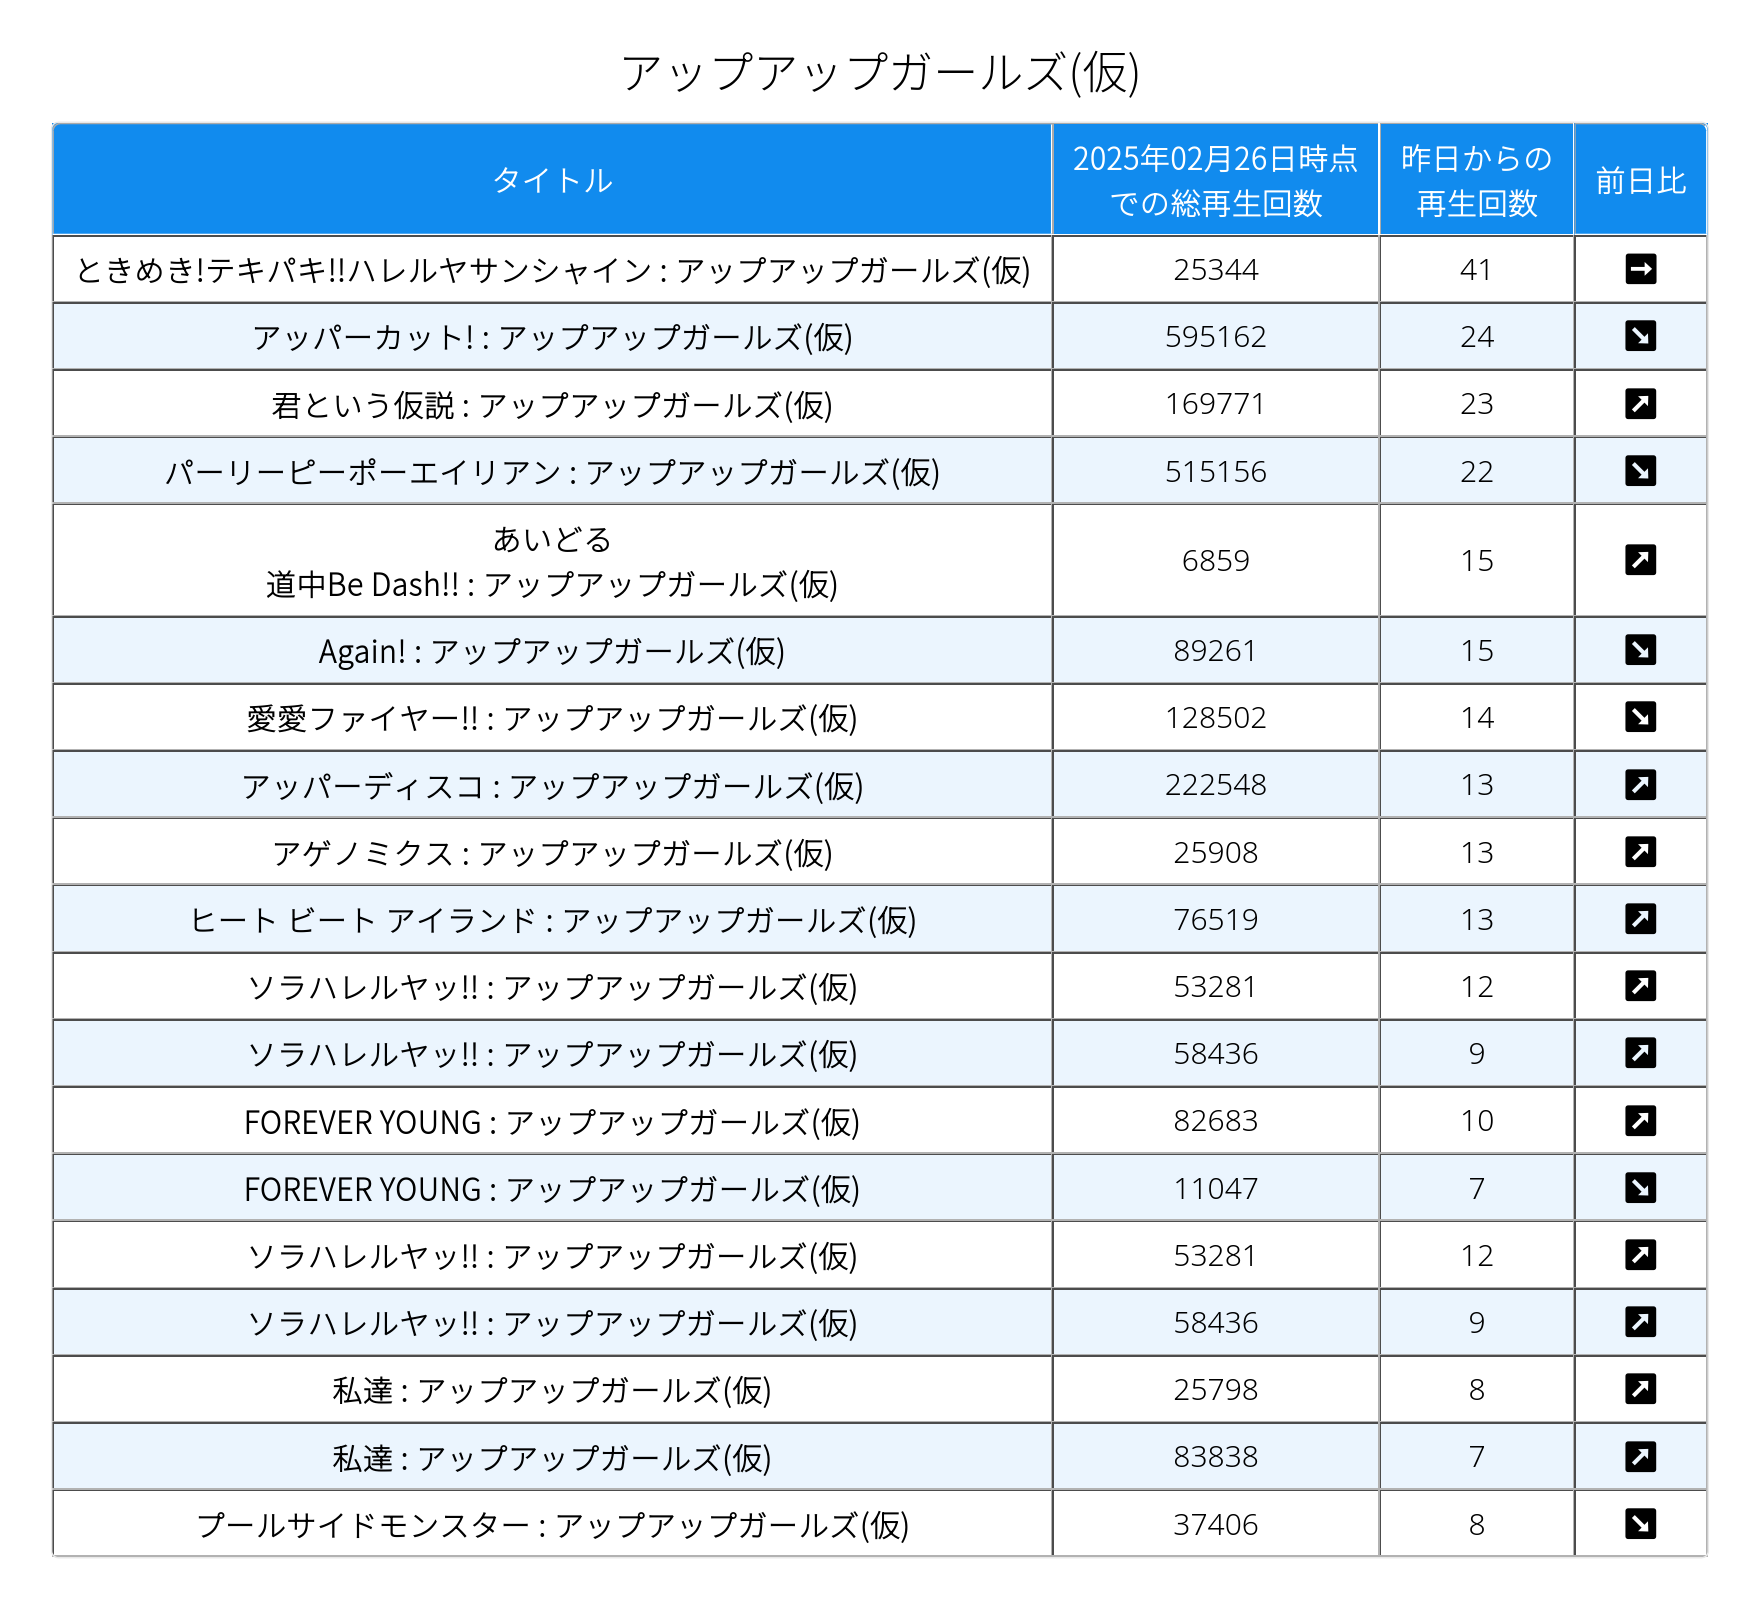 アップアップガールズ(仮)
タイトル
2025年02月26日時点
での総再生回数
昨日からの
再生回数
前日比
ときめき!テキパキ!!ハレルヤサンシャイン : アップアップガールズ(仮) 25344 41
アッパーカット! : アップアップガールズ(仮) 595162 24
君という仮説 : アップアップガールズ(仮) 169771 23
パーリーピーポーエイリアン : アップアップガールズ(仮) 515156 22
あいどる
道中Be Dash!! : アップアップガールズ(仮) 6859 15
Again! : アップアップガールズ(仮) 89261 15
愛愛ファイヤー!! : アップアップガールズ(仮) 128502 14
アッパーディスコ : アップアップガールズ(仮) 222548 13
アゲノミクス : アップアップガールズ(仮) 25908 13
ヒート ビート アイランド : アップアップガールズ(仮) 76519 13
ソラハレルヤッ!! : アップアップガールズ(仮) 53281 12
ソラハレルヤッ!! : アップアップガールズ(仮) 58436 9
FOREVER YOUNG : アップアップガールズ(仮) 82683 10
FOREVER YOUNG : アップアップガールズ(仮) 11047 7
ソラハレルヤッ!! : アップアップガールズ(仮) 53281 12
ソラハレルヤッ!! : アップアップガールズ(仮) 58436 9
私達 : アップアップガールズ(仮) 25798 8
私達 : アップアップガールズ(仮) 83838 7
プールサイドモンスター : アップアップガールズ(仮) 37406 8